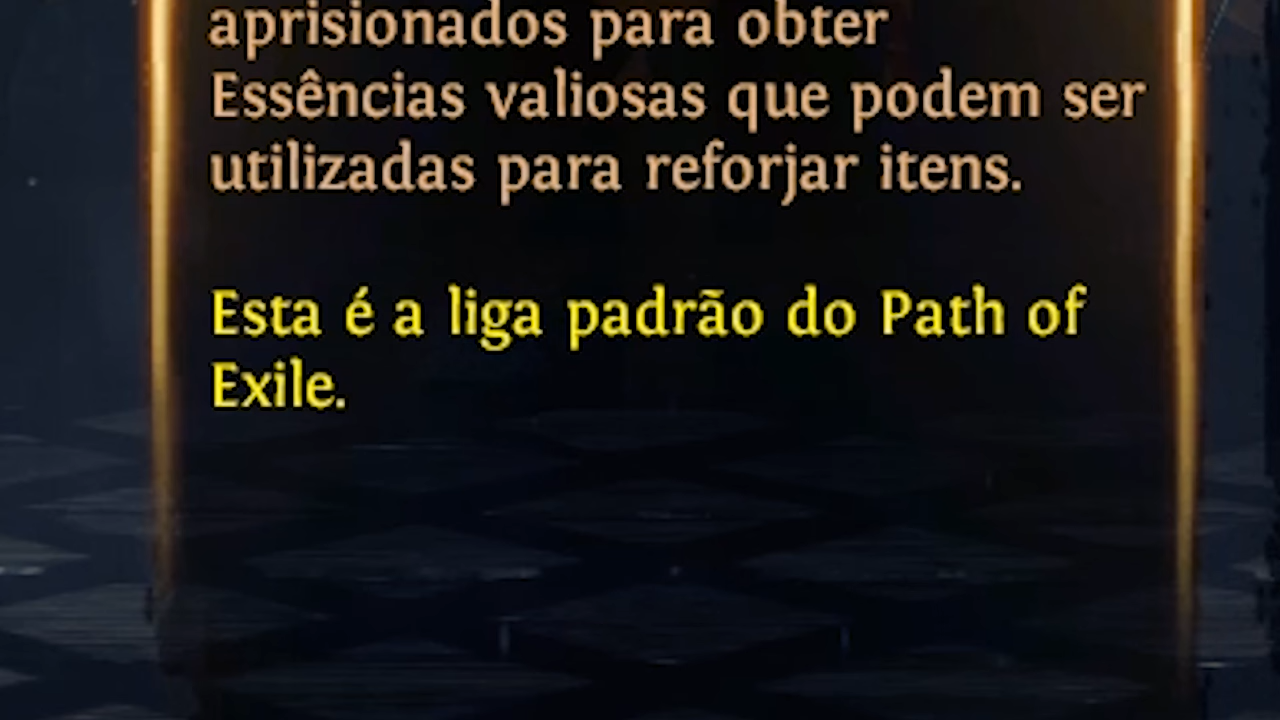 aprisionados para obter
Essências valiosas que podem ser
utilizadas para reforjar itens.
Esta é a liga padrão do Path of
Exile.